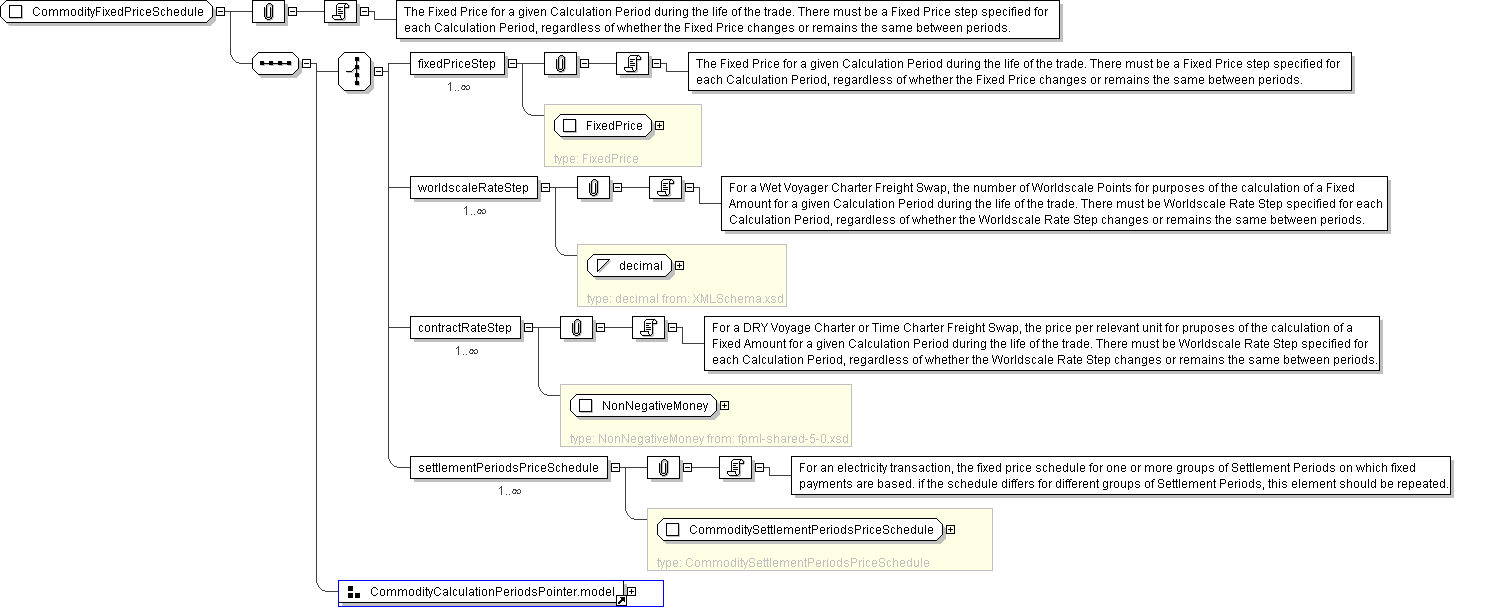 CommodityFixedPriceSchedule
The Fixed Price for a given Calculation Period during the life of the trade. There must be a Fixed Price step specified for
each Calculation Period, regardless of whether the Fixed Price changes or remains the same between periods.
fixedPriceStep
1..∞
The Fixed Price for a given Calculation Period during the life of the trade. There must be a Fixed Price step specified for
each Calculation Period, regardless of whether the Fixed Price changes or remains the same between periods.
FixedPrice
type: FixedPrice
worldscaleRateStep
1..∞
For a Wet Voyager Charter Freight Swap, the number of Worldscale Points for purposes of the calculation of a Fixed
Amount for a given Calculation Period during the life of the trade. There must be Worldscale Rate Step specified for each
Calculation Period, regardless of whether the Worldscale Rate Step changes or remains the same between periods.
decimal
type: decimal from: XMLSchema.xsd
contractRateStep
1..∞
For a DRY Voyage Charter or Time Charter Freight Swap, the price per relevant unit for pruposes of the calculation of a
Fixed Amount for a given Calculation Period during the life of the trade. There must be Worldscale Rate Step specified for
each Calculation Period, regardless of whether the Worldscale Rate Step changes or remains the same between periods.
NonNegativeMoney
type: NonNegativeMoney from: fpml-shared-5-0.xsd
settlementPeriodsPriceSchedule
1..∞
For an electricity transaction, the fixed price schedule for one or more groups of Settlement Periods on which fixed
payments are based. if the schedule differs for different groups of Settlement Periods, this element should be repeated.
CommoditySettlementPeriodsPriceSchedule
type: CommoditySettlementPeriodsPriceSchedule
CommodityCalculationPeriodsPointer.model